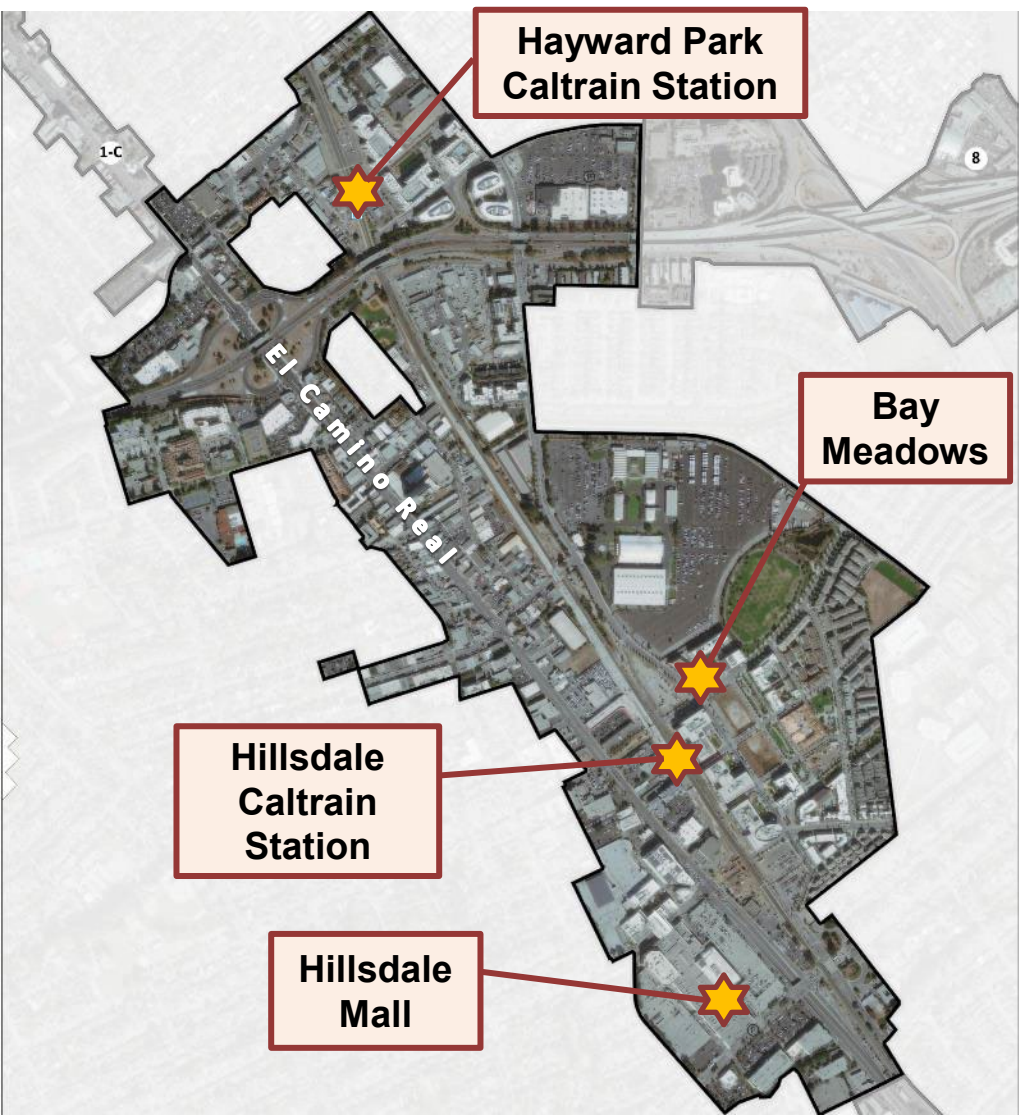 Hayward Park
Caltrain Station
1-C
8
El Camino Real
Bay
Meadows
Hillsdale
Caltrain
Station
Hillsdale
Mall